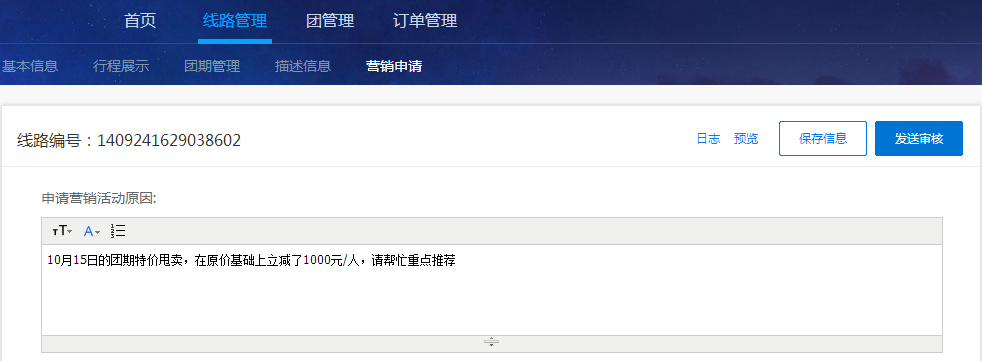 首页 线路管理 团管理 订单管理
基本信息 行程展示 团期管理 描述信息 营销申请
线路编号：1409241629038602 日志 预览 保存信息 发送审核
申请营销活动原因:
TT A
10月15日的团期特价甩卖，在原价基础上立减了1000元/人，请帮忙重点推荐